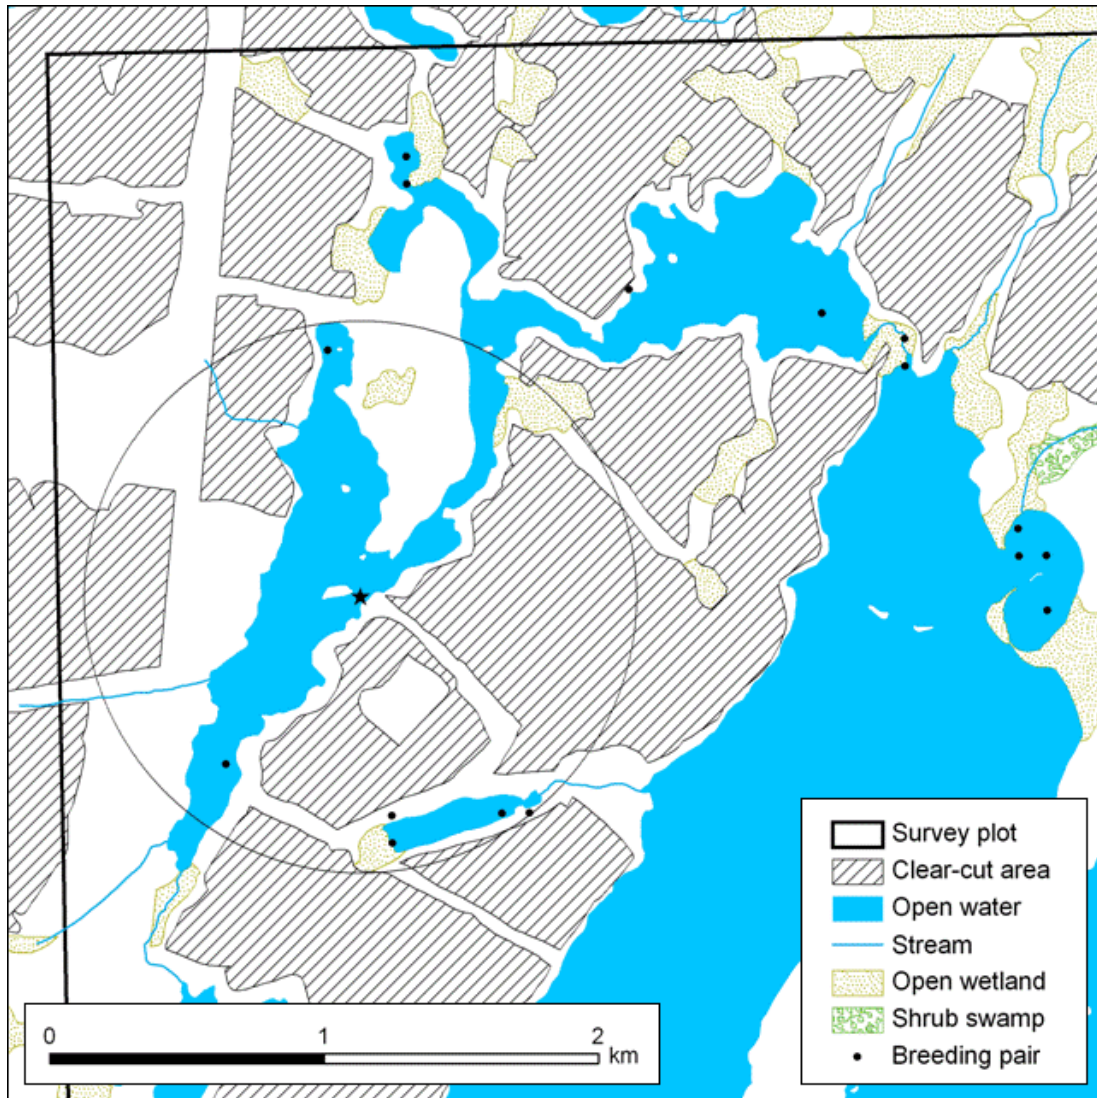 Survey plot
Clear-cut area
Open water
Stream
Open wetland
Shrub swamp
Breeding pair
0 1 2
km